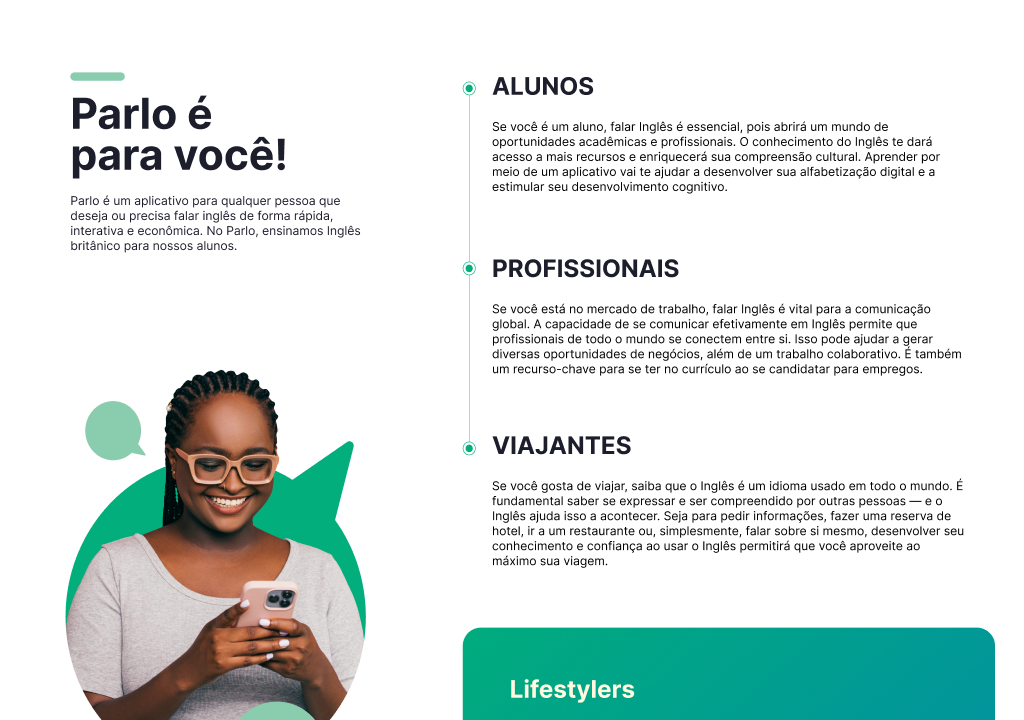 Parlo é
para você!
Parlo é um aplicativo para qualquer pessoa que
deseja ou precisa falar inglês de forma rápida,
interativa e econômica. No Parlo, ensinamos Inglês
britânico para nossos alunos.
ALUNOS
Se você é um aluno, falar Inglês é essencial, pois abrirá um mundo de
oportunidades acadêmicas e profissionais. O conhecimento do Inglês te dará
acesso a mais recursos e enriquecerá sua compreensão cultural. Aprender por
meio de um aplicativo vai te ajudar a desenvolver sua alfabetização digital e a
estimular seu desenvolvimento cognitivo.
PROFISSIONAIS
Se você está no mercado de trabalho, falar Inglês é vital para a comunicação
global. A capacidade de se comunicar efetivamente em Inglês permite que
profissionais de todo o mundo se conectem entre si. Isso pode ajudar a gerar
diversas oportunidades de negócios, além de um trabalho colaborativo. É também
um recurso-chave para se ter no currículo ao se candidatar para empregos.
VIAJANTES
Se você gosta de viajar, saiba que o Inglês é um idioma usado em todo o mundo. É
fundamental saber se expressar e ser compreendido por outras pessoas — e o
Inglês ajuda isso a acontecer. Seja para pedir informações, fazer uma reserva de
hotel, ir a um restaurante ou, simplesmente, falar sobre si mesmo, desenvolver seu
conhecimento e confiança ao usar o Inglês permitirá que você aproveite ao
máximo sua viagem.
Lifestylers